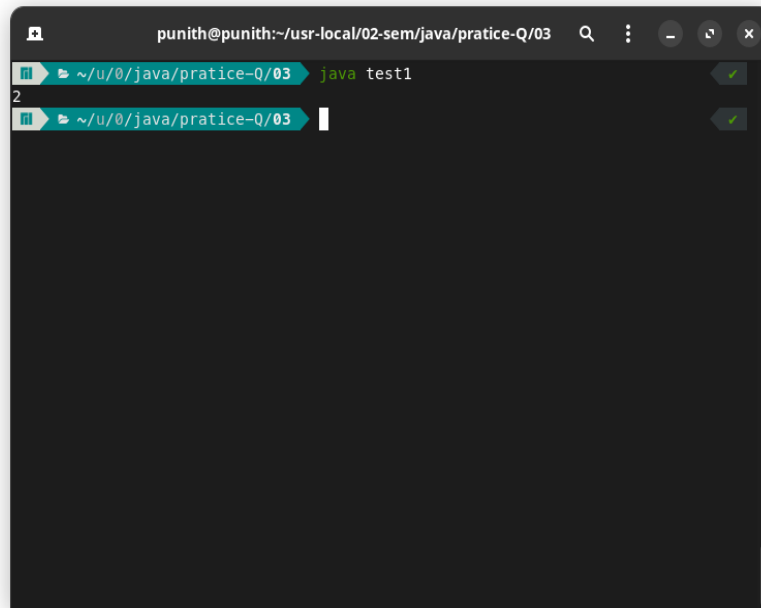 punith@punith:~/usr-local/02-sem/java/pratice-Q/03
~/u/0/java/pratice-Q/03 java test1 ✔
2
~/u/0/java/pratice-Q/03 ✔